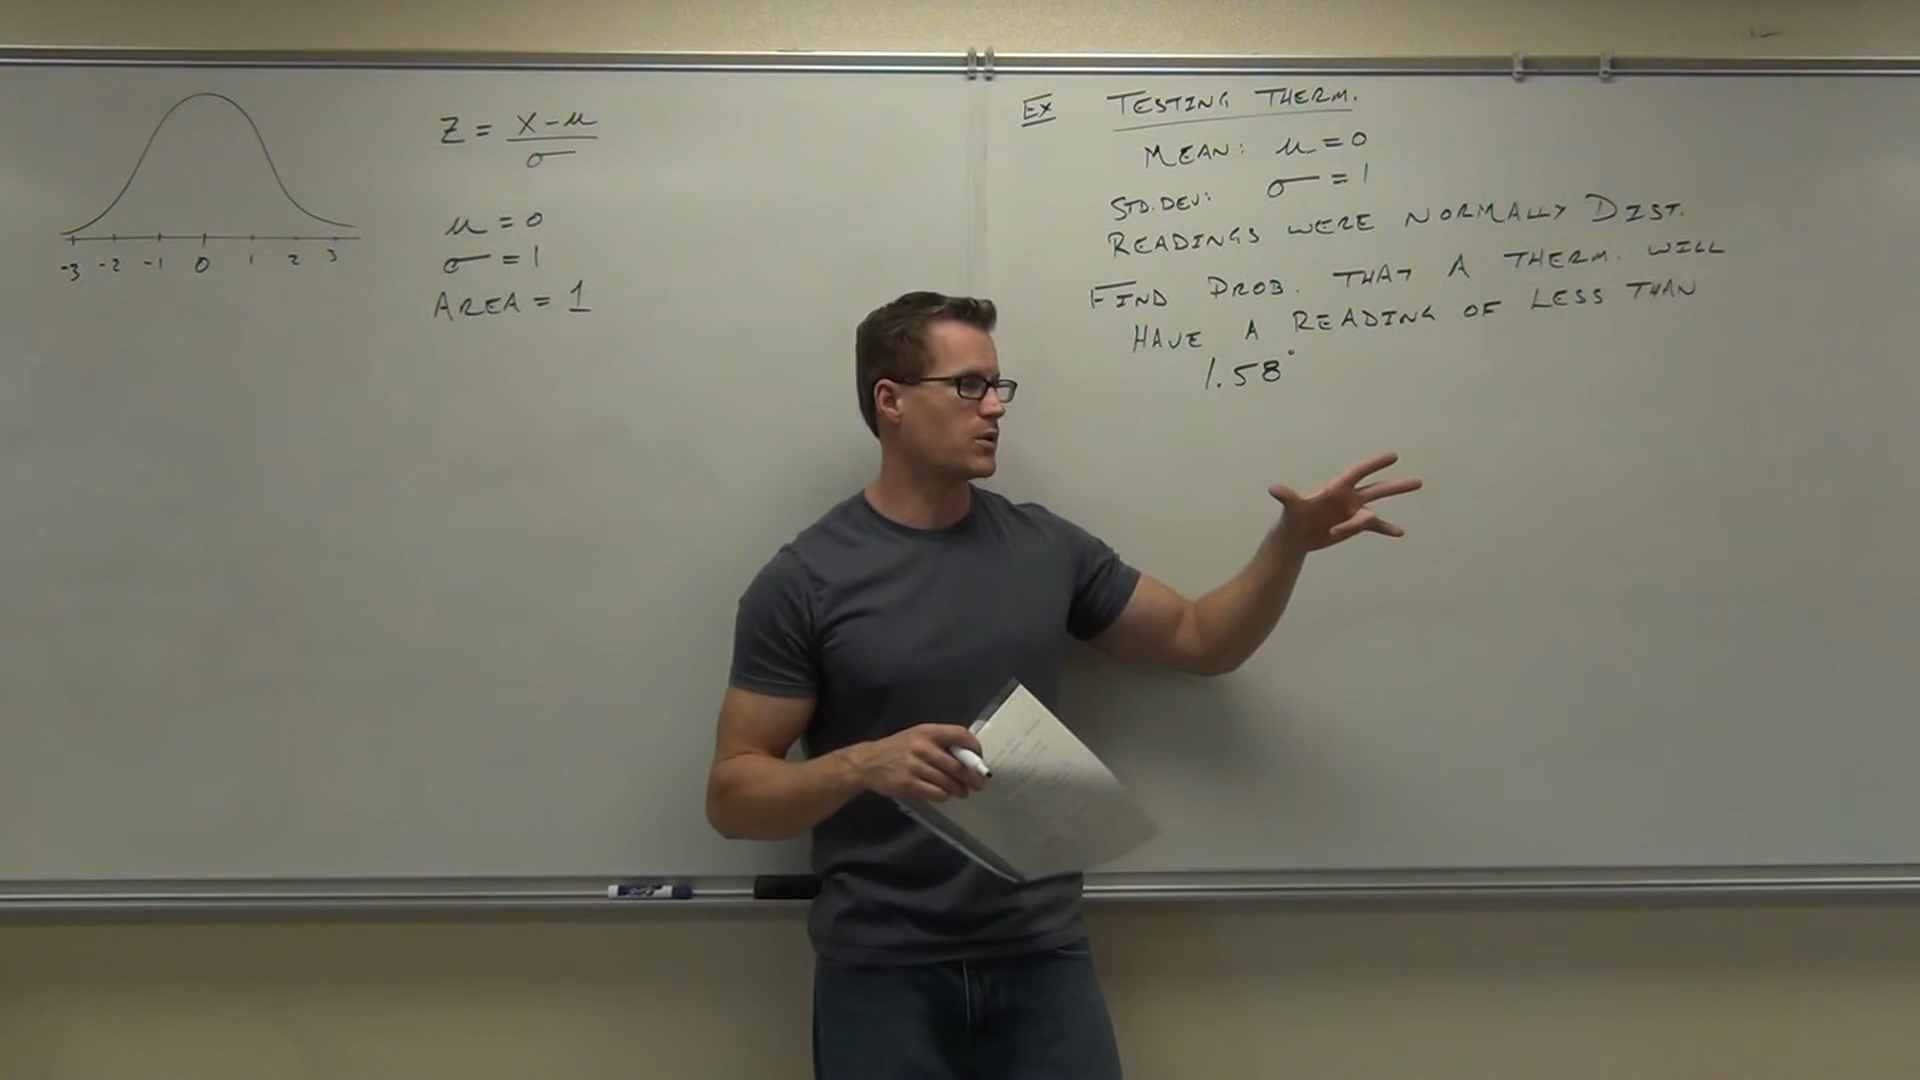 -3 -2 -1 0 1 2 3
Z = X - μ
σ
μ = 0
σ = 1
AREA = 1
EX TESTING THERM.
MEAN: μ = 0
STD. DEV: σ = 1
READINGS WERE NORMALLY DIST.
FIND PROB. THAT A THERM. WILL
HAVE A READING OF LESS THAN
1.58°